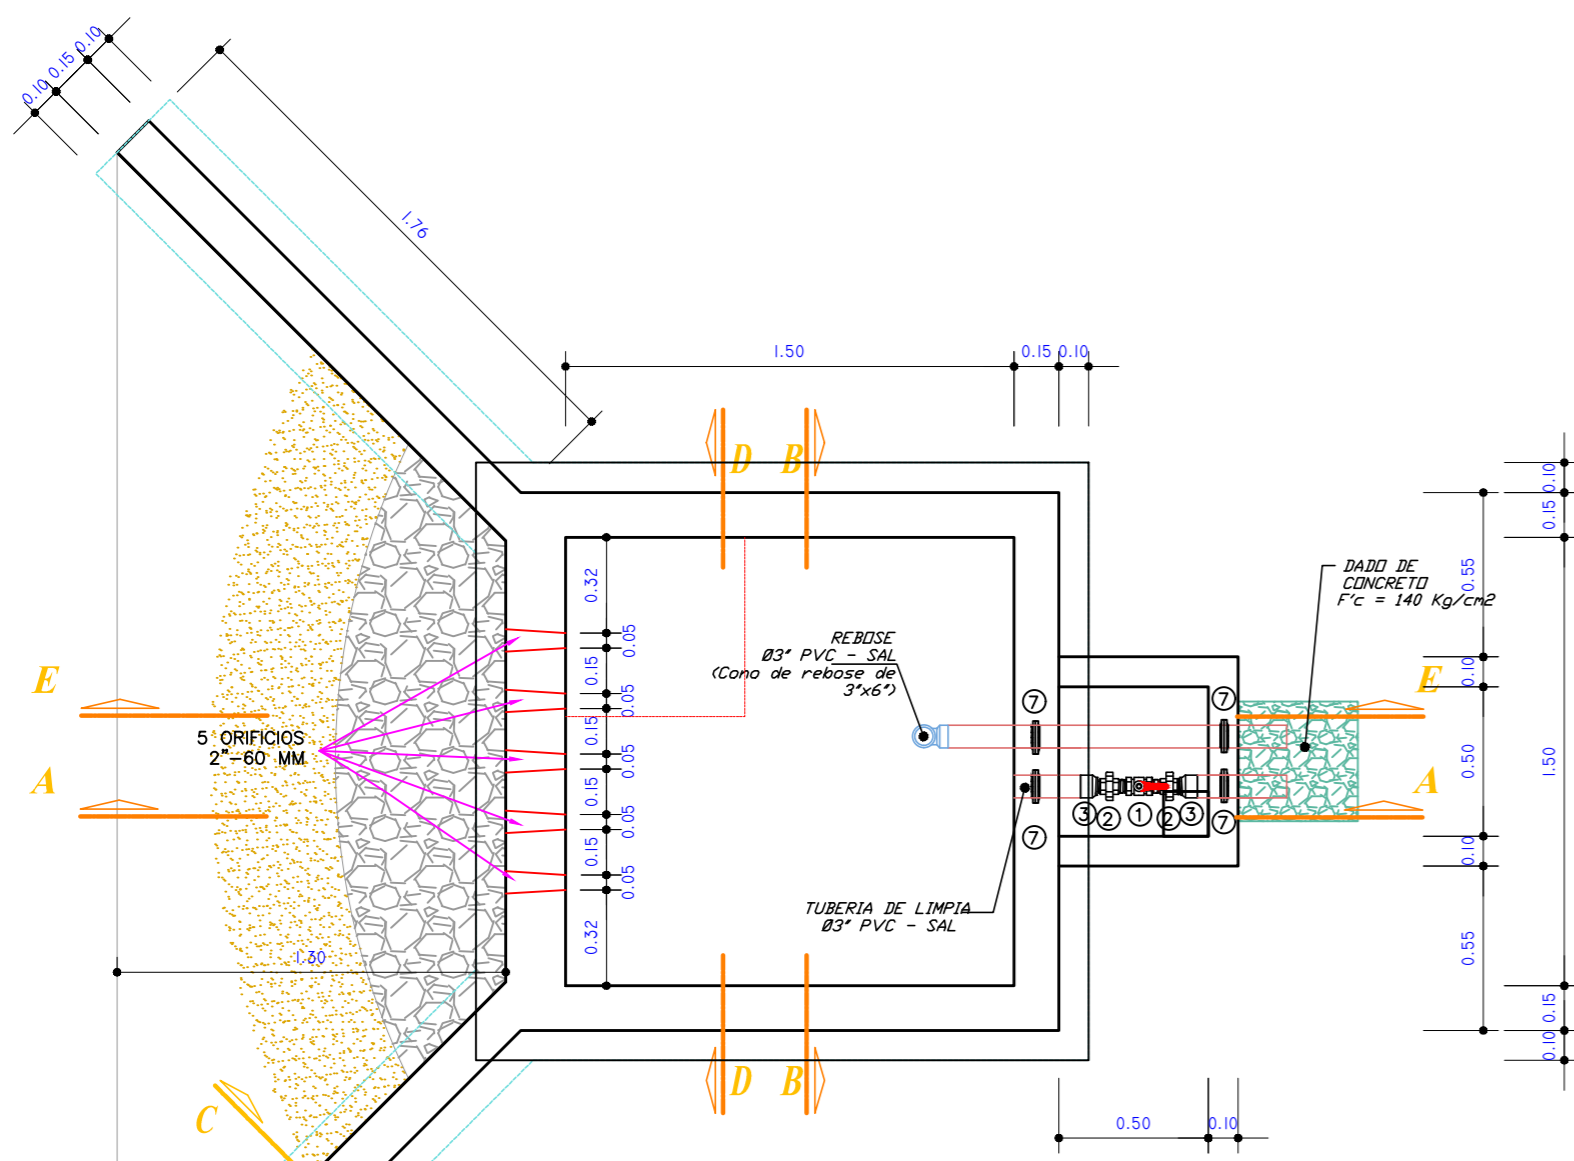 0.10
0.15
0.10
1.76
1.50
0.15
0.10
D
B
0.10
0.15
0.32
0.05
0.15
0.05
0.15
0.05
0.15
0.05
0.15
0.05
0.32
DADO DE
CONCRETO
F'c = 140 Kg/cm2
0.55
REBOSE
Ø3" PVC - SAL
(Cono de rebose de
3"x6")
E
E
0.10
7
7
5 ORIFICIOS
2"-60 MM
0.50
1.50
A
A
3
2
1
2
3
7
7
0.10
TUBERIA DE LIMPIA
Ø3" PVC - SAL
0.55
1.30
0.15
0.10
D
B
C
0.50
0.10